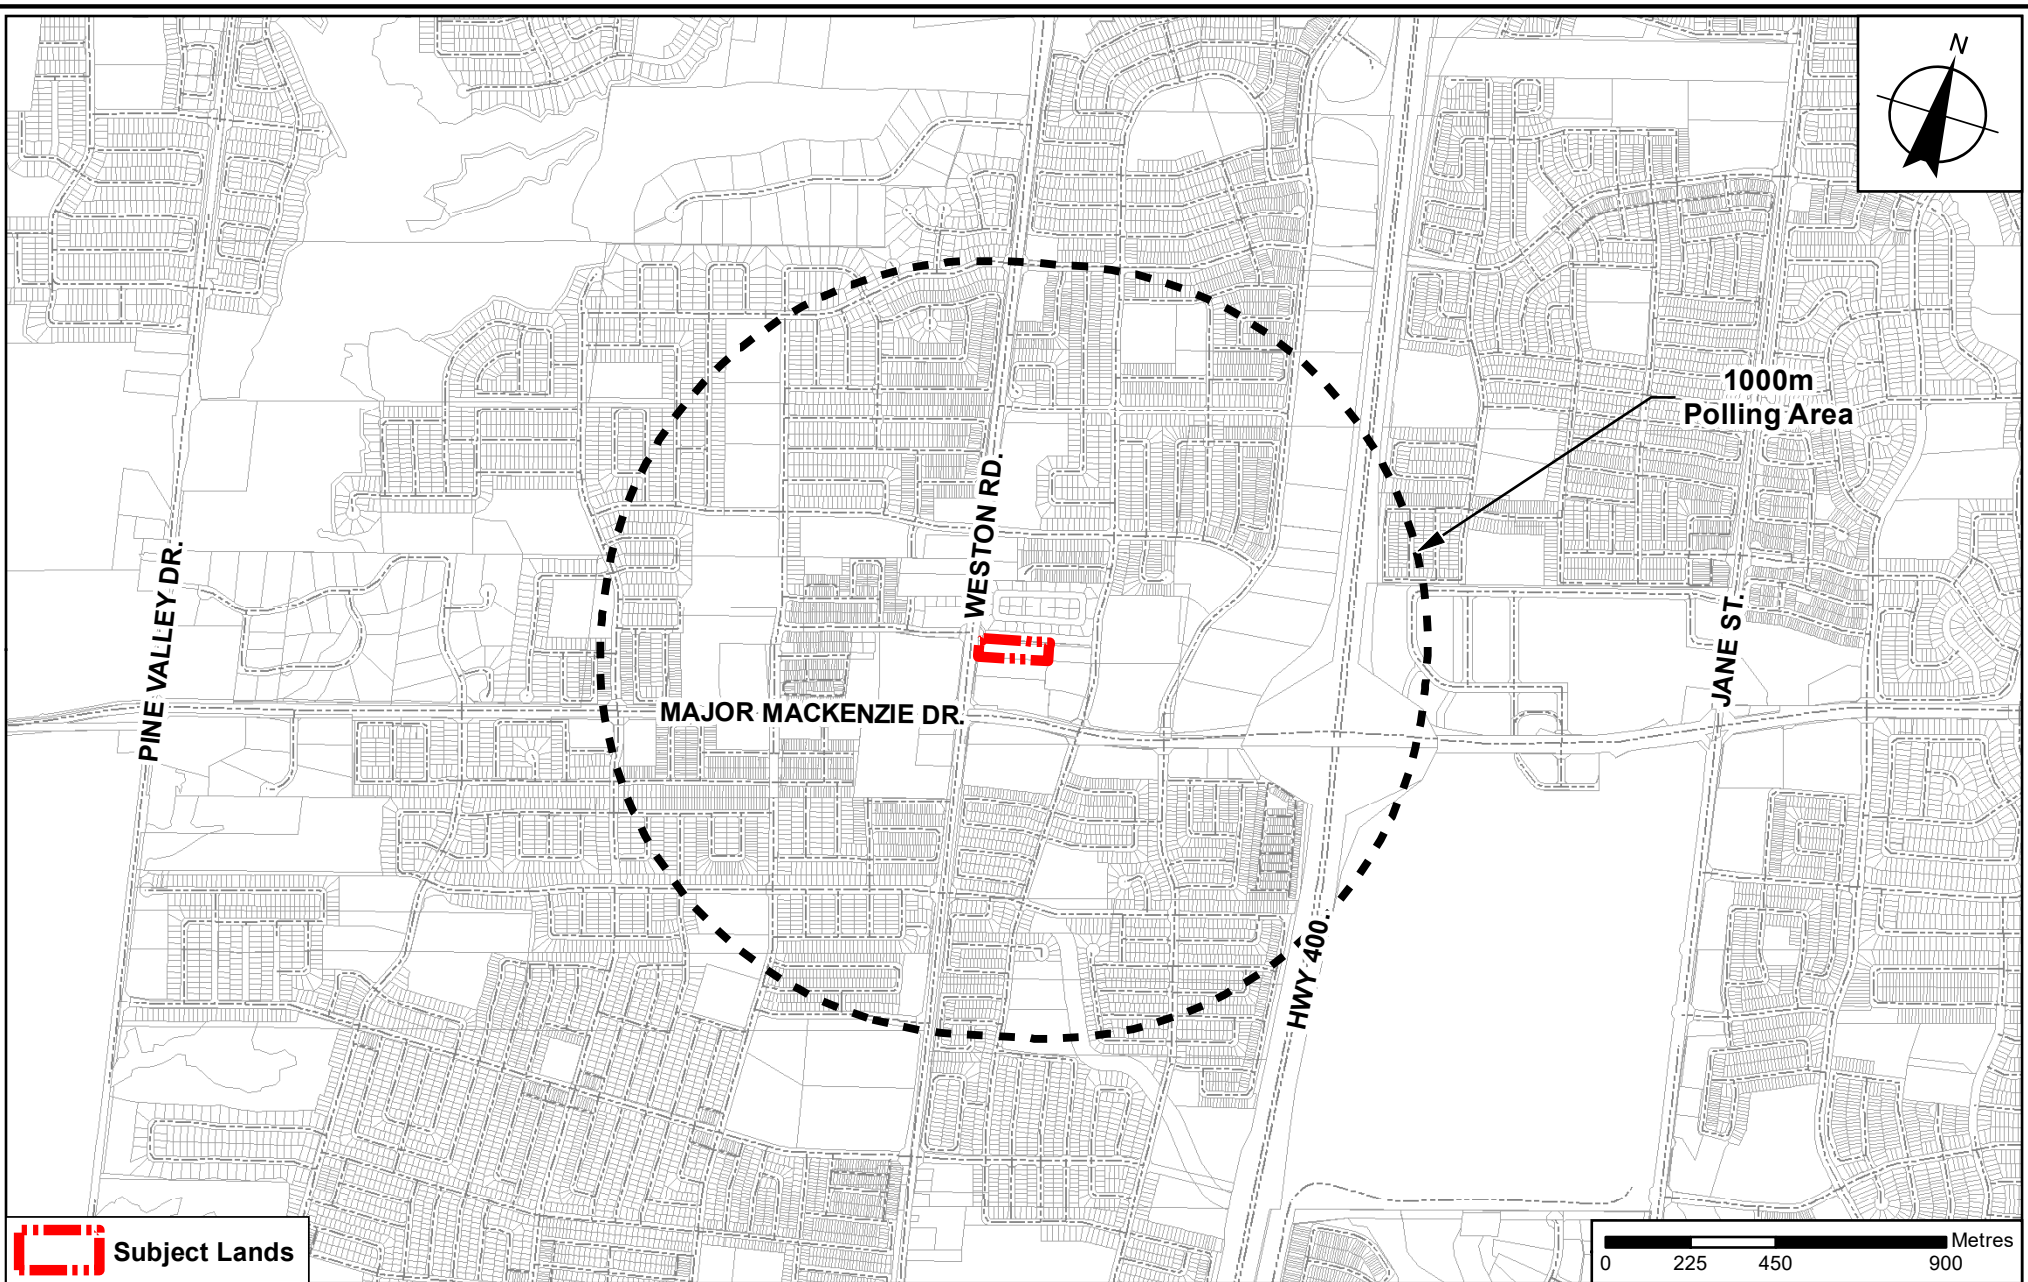 N
1000m
Polling Area
WESTON RD.
PINE VALLEY DR.
JANE ST.
MAJOR MACKENZIE DR.
HWY 400.
Subject Lands
Metres
0 225 450 900